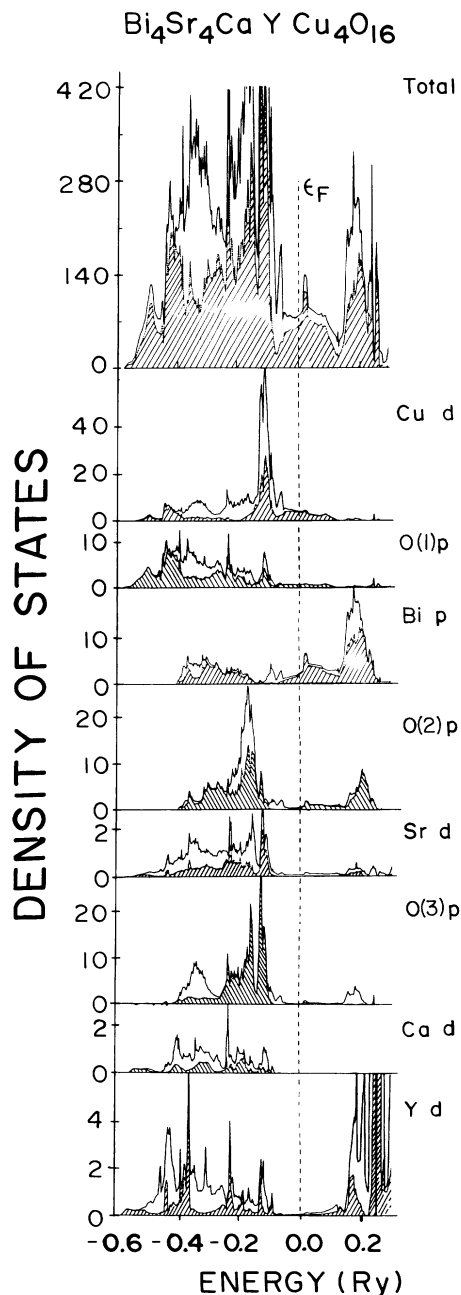 Bi4Sr4Ca Y Cu4O16
Total
420
280
140
0
ϵF
Cu d
40
20
0
O(1)p
10
0
Bi p
10
0
O(2)p
20
10
0
Sr d
2
0
O(3)p
20
10
0
Ca d
2
0
Y d
4
2
0
-0.6 -0.4 -0.2 0.0 0.2
ENERGY (Ry)
DENSITY OF STATES